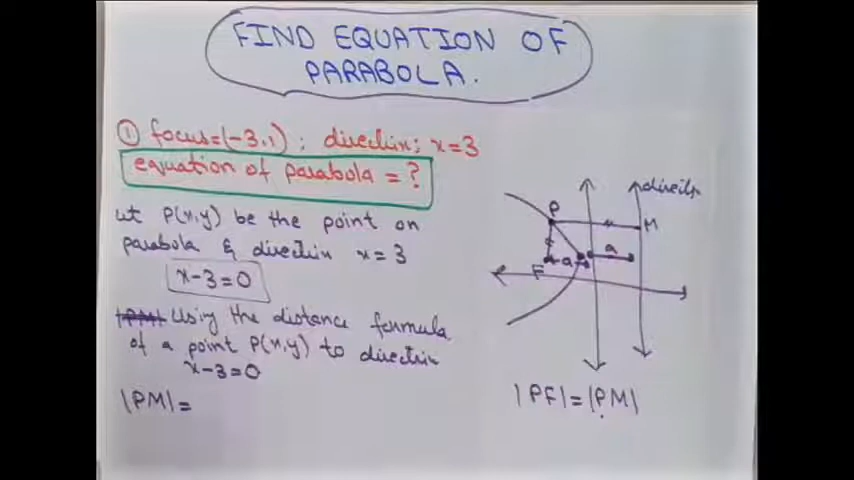 FIND EQUATION OF
PARABOLA.
① focus=(-3,1) ; directrix; x=3
equation of parabola = ?
let P(x,y) be the point on
parabola & directrix x=3
x-3=0
Using the distance formula
of a point P(x,y) to directrix
x-3=0
|PM|=
directrix
P
M
a
a
F
|PF|=|PM|